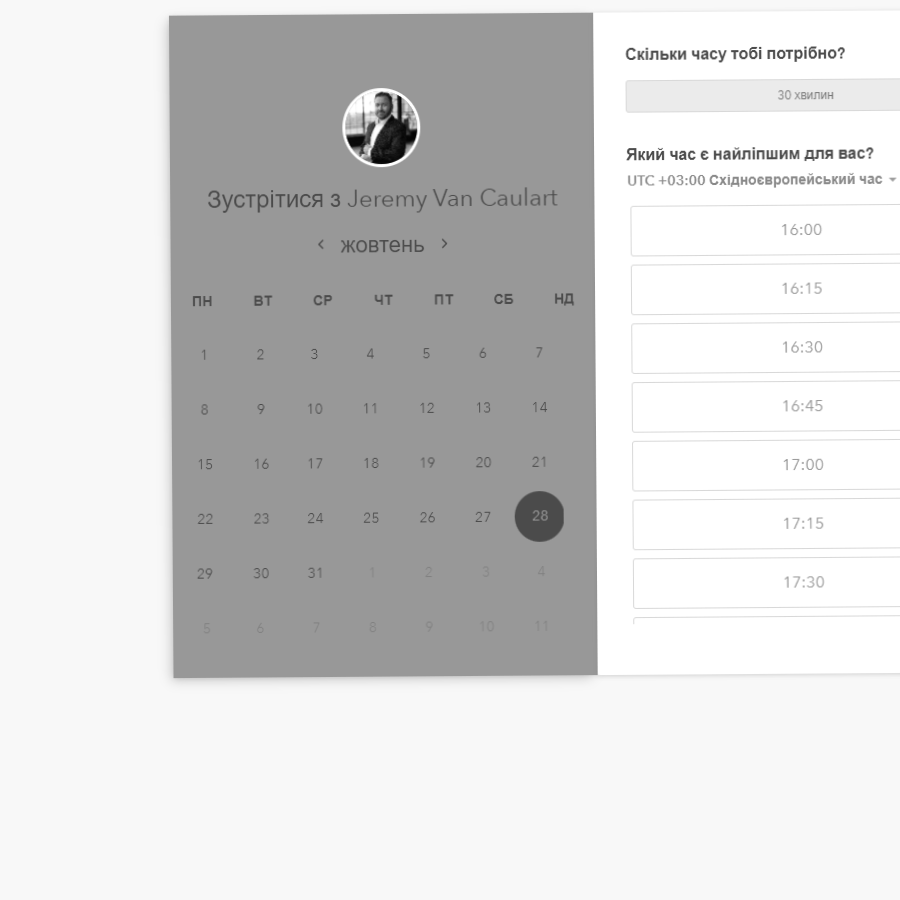 Зустрітися з Jeremy Van Caulart
‹ жовтень ›
ПН ВТ СР ЧТ ПТ СБ НД
1 2 3 4 5 6 7
8 9 10 11 12 13 14
15 16 17 18 19 20 21
22 23 24 25 26 27 28
29 30 31 1 2 3 4
5 6 7 8 9 10 11
Скільки часу тобі потрібно?
30 хвилин
Який час є найліпшим для вас?
UTC +03:00 Східноєвропейський час
16:00
16:15
16:30
16:45
17:00
17:15
17:30